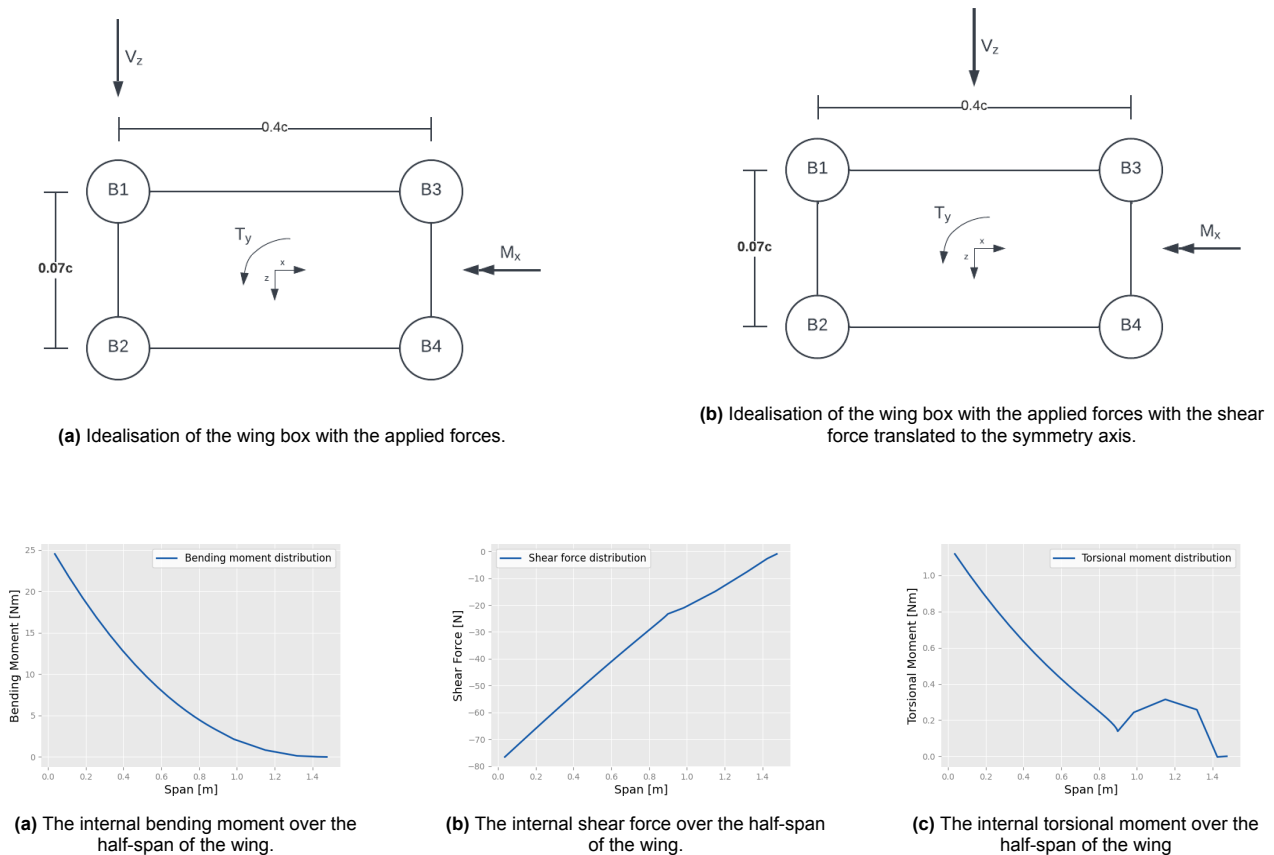 V_z
0.4c
B1
B3
T_y
x
z
0.07c
M_x
B2
B4
(a) Idealisation of the wing box with the applied forces.
V_z
0.4c
B1
B3
T_y
x
z
0.07c
M_x
B2
B4
(b) Idealisation of the wing box with the applied forces with the shear
force translated to the symmetry axis.
Bending moment distribution
Bending Moment [Nm]
25
20
15
10
5
0
0.0 0.2 0.4 0.6 0.8 1.0 1.2 1.4
Span [m]
(a) The internal bending moment over the
half-span of the wing.
Shear force distribution
Shear Force [N]
0
−10
−20
−30
−40
−50
−60
−70
−80
0.0 0.2 0.4 0.6 0.8 1.0 1.2 1.4
Span [m]
(b) The internal shear force over the half-span
of the wing.
Torsional moment distribution
Torsional Moment [Nm]
1.0
0.8
0.6
0.4
0.2
0.0
0.0 0.2 0.4 0.6 0.8 1.0 1.2 1.4
Span [m]
(c) The internal torsional moment over the
half-span of the wing